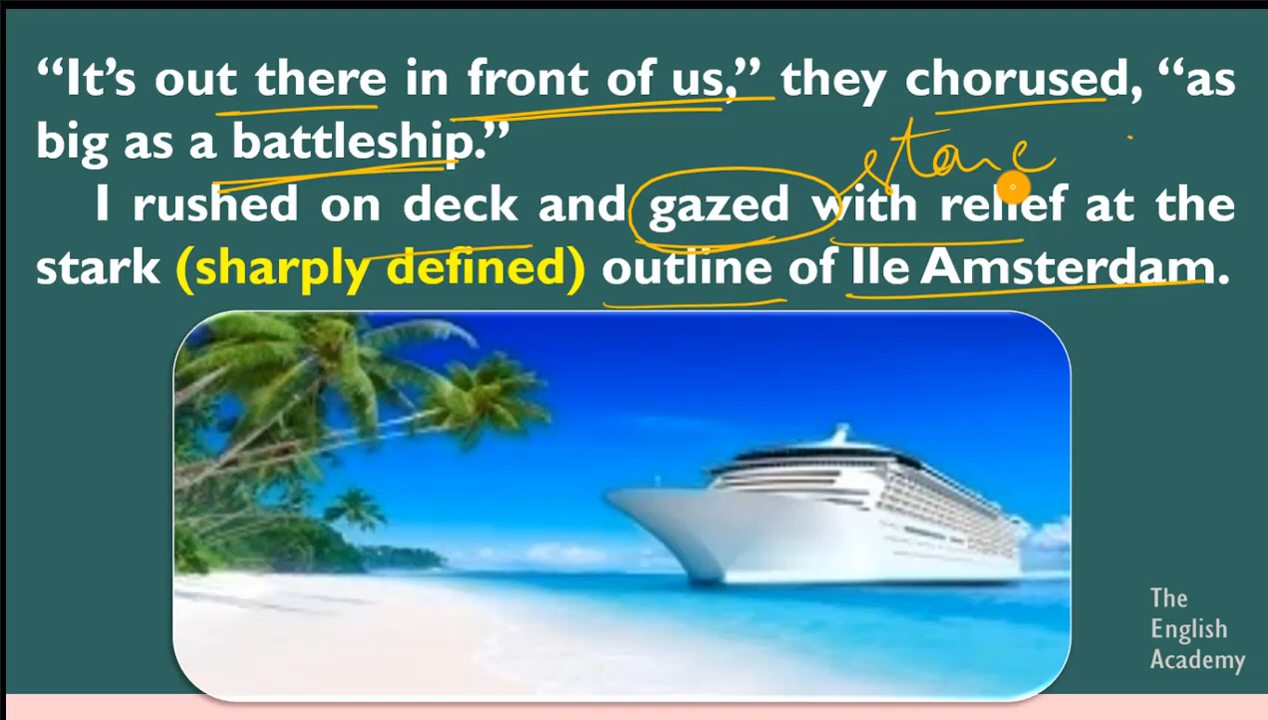 “It’s out there in front of us,” they chorused, “as
big as a battleship.”
stare
I rushed on deck and gazed with relief at the
stark (sharply defined) outline of Ile Amsterdam.
The
English
Academy